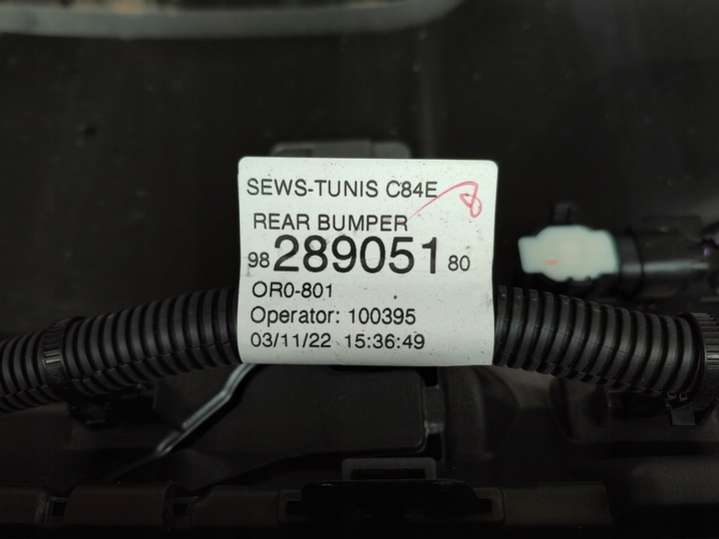 SEWS-TUNIS C84E
REAR BUMPER
98 289051 80
OR0-801
Operator: 100395
03/11/22 15:36:49